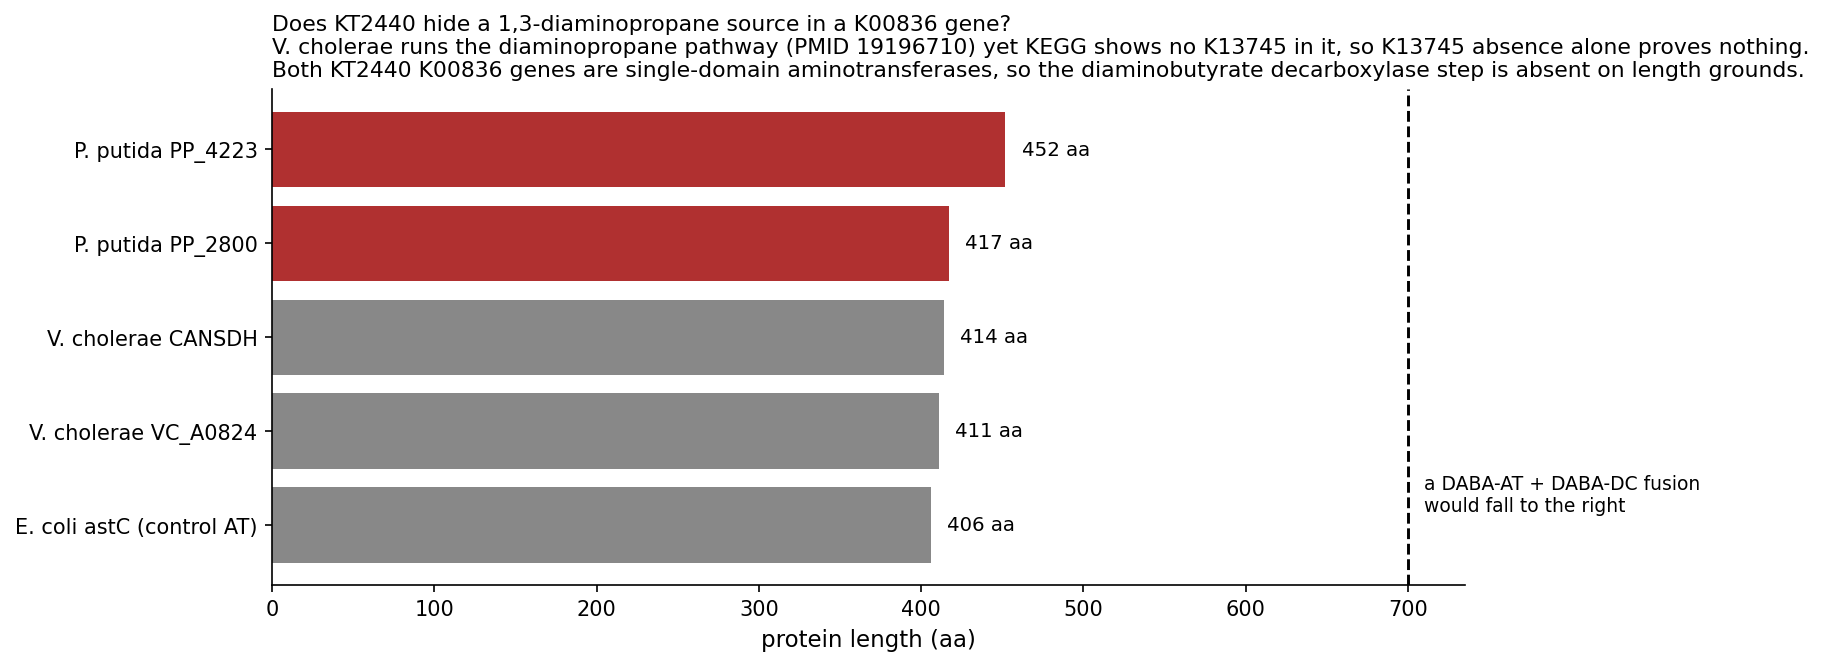 Does KT2440 hide a 1,3-diaminopropane source in a K00836 gene?
V. cholerae runs the diaminopropane pathway (PMID 19196710) yet KEGG shows no K13745 in it, so K13745 absence alone proves nothing.
Both KT2440 K00836 genes are single-domain aminotransferases, so the diaminobutyrate decarboxylase step is absent on length grounds.
P. putida PP_4223
452 aa
P. putida PP_2800
417 aa
V. cholerae CANSDH
414 aa
V. cholerae VC_A0824
411 aa
a DABA-AT + DABA-DC fusion
would fall to the right
E. coli astC (control AT)
406 aa
0 100 200 300 400 500 600 700
protein length (aa)